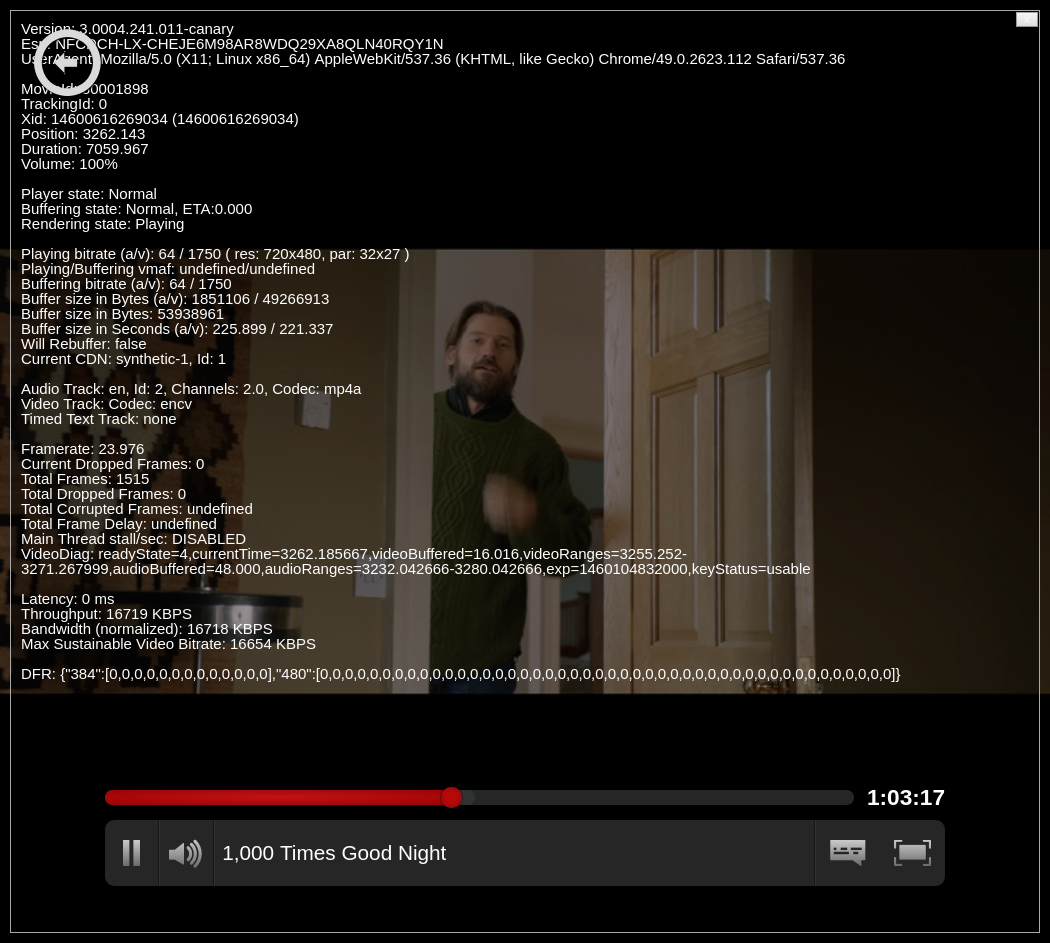 Version: 3.0004.241.011-canary
Esn: NFCDCH-LX-CHEJE6M98AR8WDQ29XA8QLN40RQY1N
UserAgent: Mozilla/5.0 (X11; Linux x86_64) AppleWebKit/537.36 (KHTML, like Gecko) Chrome/49.0.2623.112 Safari/537.36
MovieId: 80001898
TrackingId: 0
Xid: 14600616269034 (14600616269034)
Position: 3262.143
Duration: 7059.967
Volume: 100%
Player state: Normal
Buffering state: Normal, ETA:0.000
Rendering state: Playing
Playing bitrate (a/v): 64 / 1750 ( res: 720x480, par: 32x27 )
Playing/Buffering vmaf: undefined/undefined
Buffering bitrate (a/v): 64 / 1750
Buffer size in Bytes (a/v): 1851106 / 49266913
Buffer size in Bytes: 53938961
Buffer size in Seconds (a/v): 225.899 / 221.337
Will Rebuffer: false
Current CDN: synthetic-1, Id: 1
Audio Track: en, Id: 2, Channels: 2.0, Codec: mp4a
Video Track: Codec: encv
Timed Text Track: none
Framerate: 23.976
Current Dropped Frames: 0
Total Frames: 1515
Total Dropped Frames: 0
Total Corrupted Frames: undefined
Total Frame Delay: undefined
Main Thread stall/sec: DISABLED
VideoDiag: readyState=4,currentTime=3262.185667,videoBuffered=16.016,videoRanges=3255.252-
3271.267999,audioBuffered=48.000,audioRanges=3232.042666-3280.042666,exp=1460104832000,keyStatus=usable
Latency: 0 ms
Throughput: 16719 KBPS
Bandwidth (normalized): 16718 KBPS
Max Sustainable Video Bitrate: 16654 KBPS
DFR: {"384":[0,0,0,0,0,0,0,0,0,0,0,0,0],"480":[0,0,0,0,0,0,0,0,0,0,0,0,0,0,0,0,0,0,0,0,0,0,0,0,0,0,0,0,0,0,0,0,0,0,0,0,0,0,0,0,0,0,0,0,0,0]}
1:03:17
1,000 Times Good Night